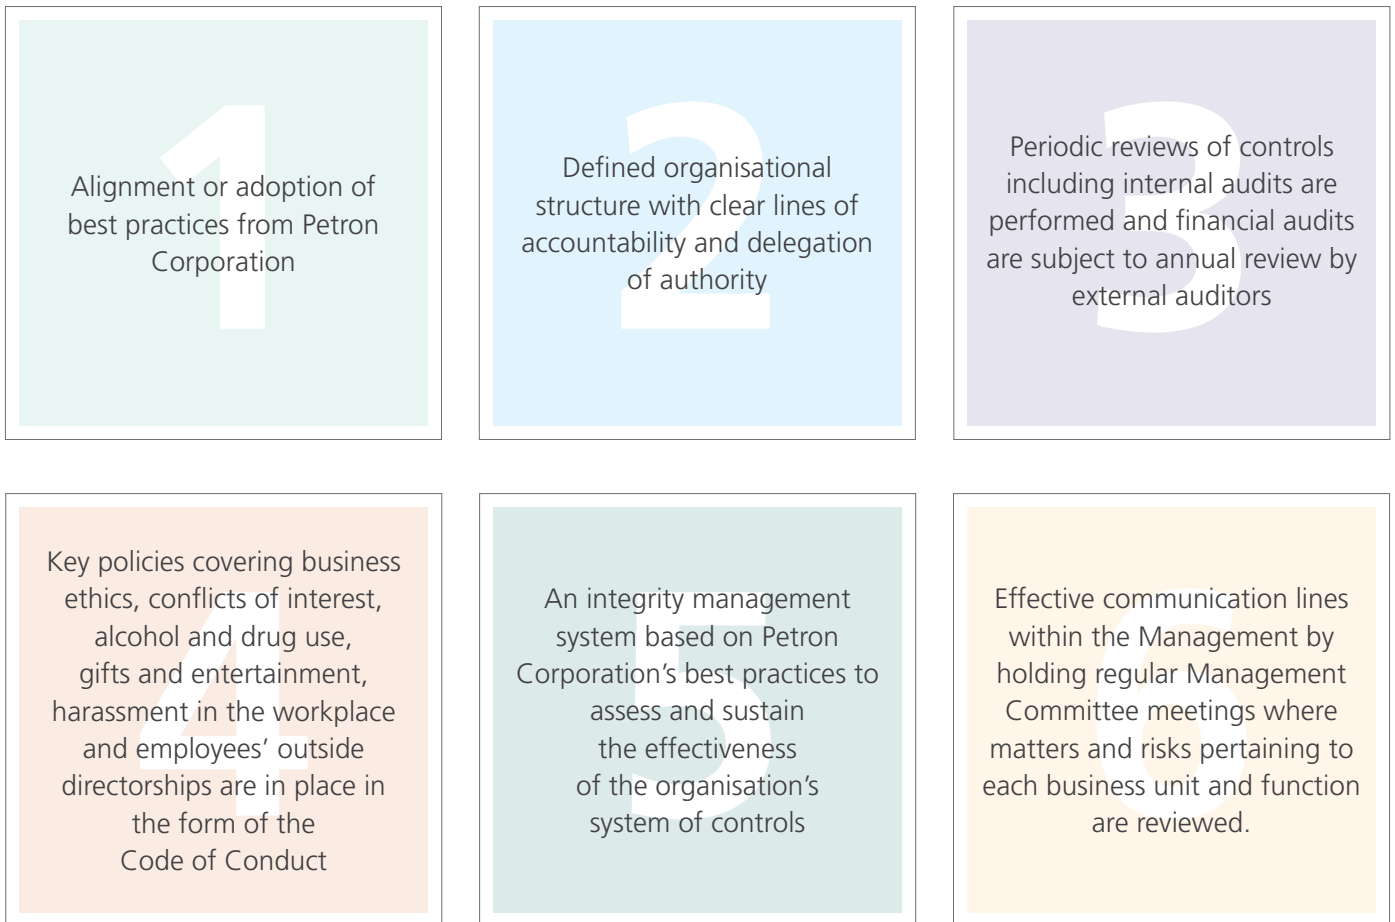 1
Alignment or adoption of
best practices from Petron
Corporation
2
Defined organisational
structure with clear lines of
accountability and delegation
of authority
3
Periodic reviews of controls
including internal audits are
performed and financial audits
are subject to annual review by
external auditors
4
Key policies covering business
ethics, conflicts of interest,
alcohol and drug use,
gifts and entertainment,
harassment in the workplace
and employees’ outside
directorships are in place in
the form of the
Code of Conduct
5
An integrity management
system based on Petron
Corporation’s best practices to
assess and sustain
the effectiveness
of the organisation’s
system of controls
6
Effective communication lines
within the Management by
holding regular Management
Committee meetings where
matters and risks pertaining to
each business unit and function
are reviewed.